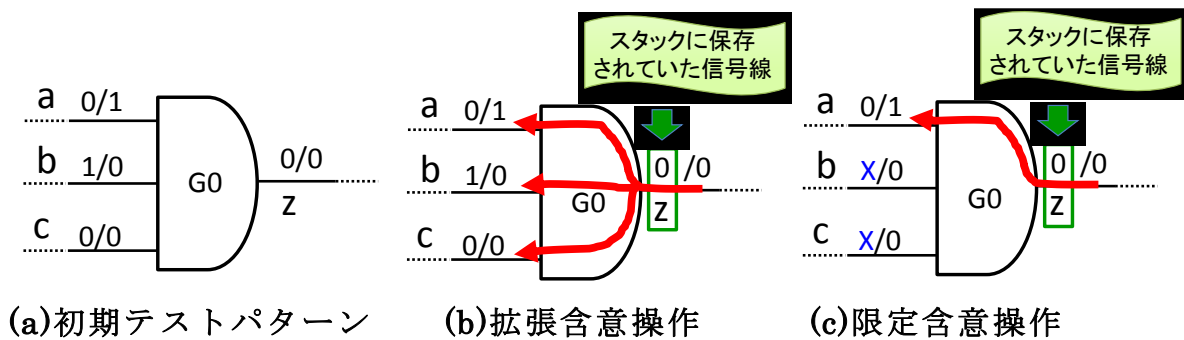 スタックに保存
されていた信号線
スタックに保存
されていた信号線
a 0/1
b 1/0
c 0/0
G0
0/0
z
a 0/1
b 1/0
c 0/0
G0
0 /0
z
a 0/1
b X/0
c X/0
G0
0 /0
z
(a)初期テストパターン
(b)拡張含意操作
(c)限定含意操作